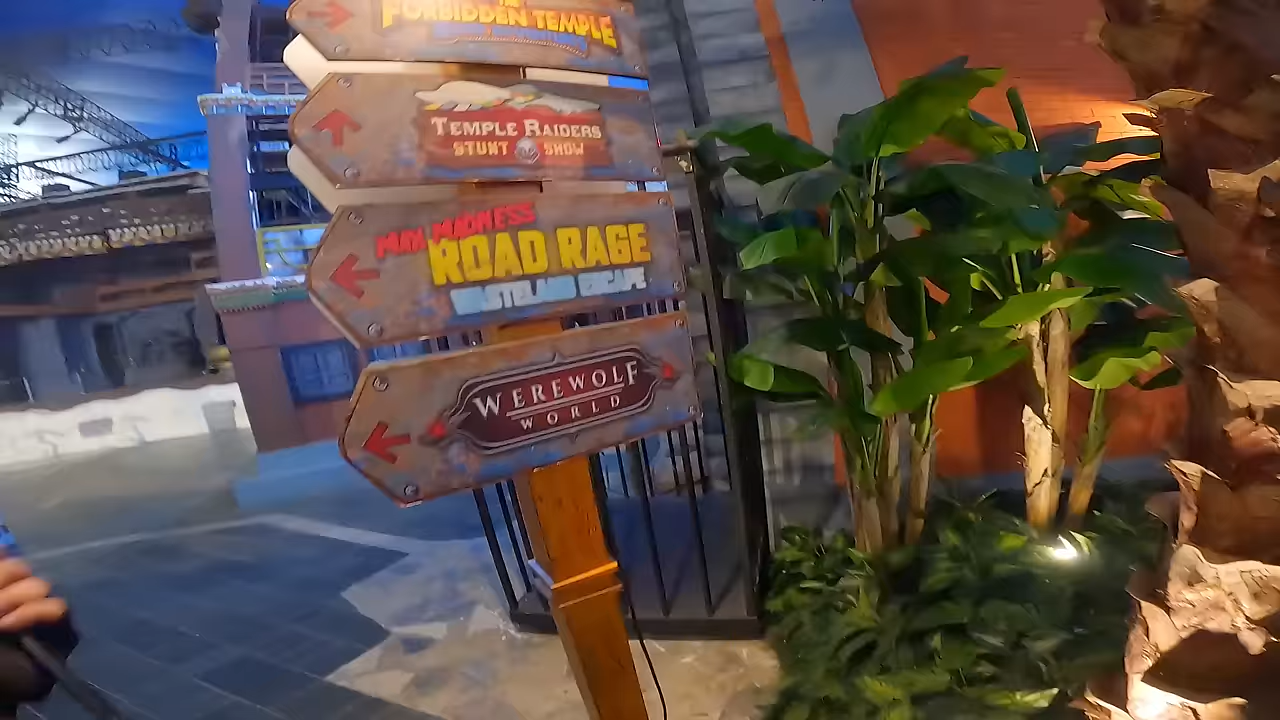 FORBIDDEN TEMPLE
TEMPLE RAIDERS
STUNT SHOW
MAX MADNESS
ROAD RAGE
WASTELAND ESCAPE
WEREWOLF
WORLD